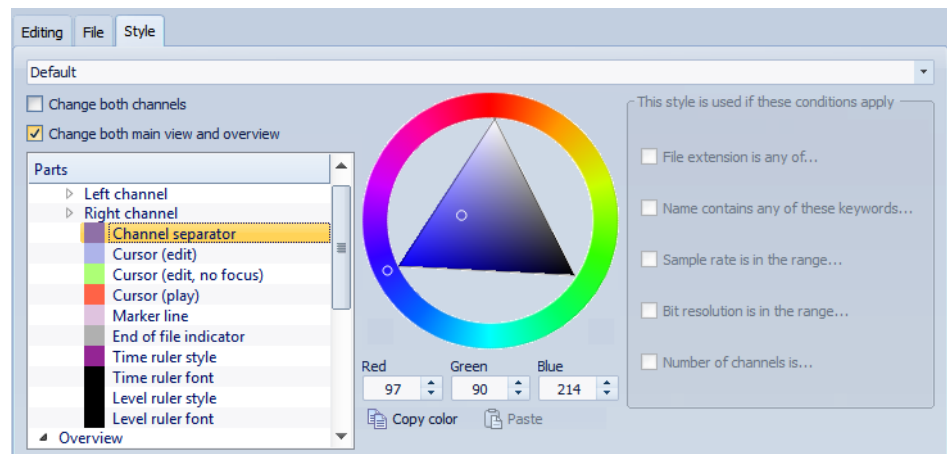 Editing File Style
Default
Change both channels
Change both main view and overview
Parts
Left channel
Right channel
Channel separator
Cursor (edit)
Cursor (edit, no focus)
Cursor (play)
Marker line
End of file indicator
Time ruler style
Time ruler font
Level ruler style
Level ruler font
Overview
Red Green Blue
97 90 214
Copy color Paste
This style is used if these conditions apply
File extension is any of...
Name contains any of these keywords...
Sample rate is in the range...
Bit resolution is in the range...
Number of channels is...